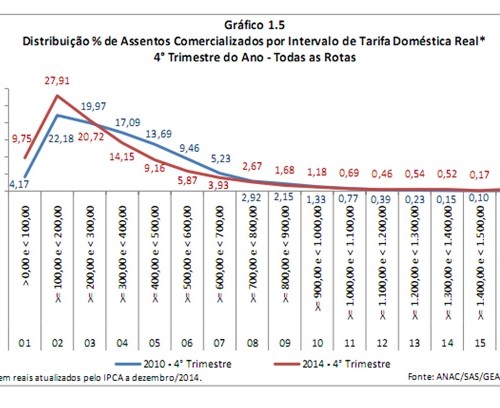 Gráfico 1.5
Distribuição % de Assentos Comercializados por Intervalo de Tarifa Doméstica Real*
4° Trimestre do Ano - Todas as Rotas
27,91
19,97
17,09
13,69
9,46
5,23
2,67
1,68
1,18
0,69
0,46
0,54
0,52
0,17
9,75
4,17
22,18
20,72
14,15
9,16
5,87
3,93
2,92
2,15
1,33
0,77
0,39
0,23
0,15
0,10
> 0,00 e < 100,00
>= 100,00 e < 200,00
>= 200,00 e < 300,00
>= 300,00 e < 400,00
>= 400,00 e < 500,00
>= 500,00 e < 600,00
>= 600,00 e < 700,00
>= 700,00 e < 800,00
>= 800,00 e < 900,00
>= 900,00 e < 1.000,00
>= 1.000,00 e < 1.100,00
>= 1.100,00 e < 1.200,00
>= 1.200,00 e < 1.300,00
>= 1.300,00 e < 1.400,00
>= 1.400,00 e < 1.500,00
01 02 03 04 05 06 07 08 09 10 11 12 13 14 15
2010 - 4° Trimestre 2014 - 4° Trimestre
em reais atualizados pelo IPCA a dezembro/2014. Fonte: ANAC/SAS/GEA